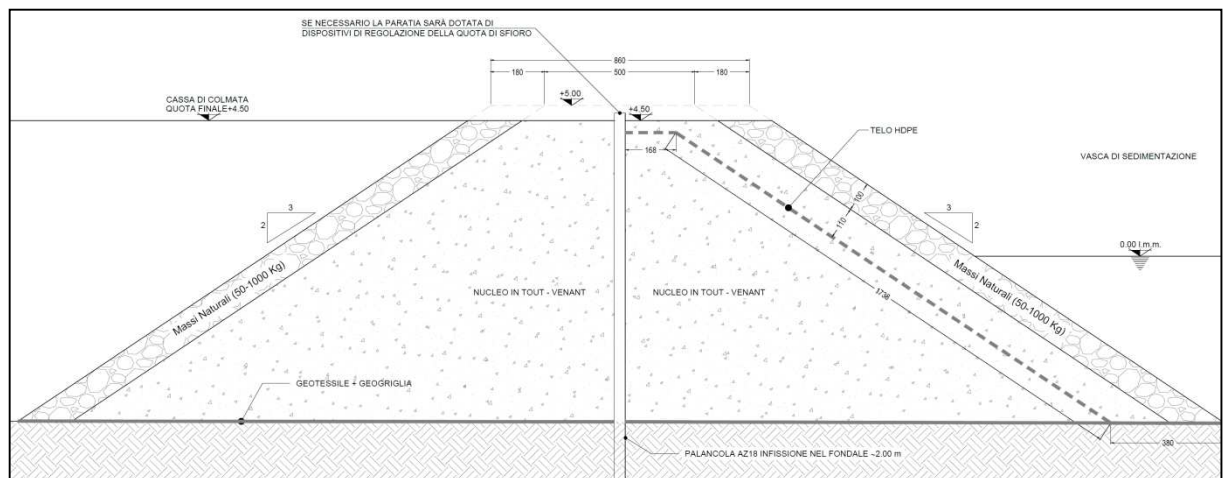 SE NECESSARIO LA PARATIA SARÀ DOTATA DI
DISPOSITIVI DI REGOLAZIONE DELLA QUOTA DI SFIORO
860
180
500
180
CASSA DI COLMATA
QUOTA FINALE+4.50
+5.00
+4.50
TELO HDPE
168
VASCA DI SEDIMENTAZIONE
100
110
3
2
3
2
0.00 l.m.m.
Massi Naturali (50-1000 Kg)
NUCLEO IN TOUT - VENANT
NUCLEO IN TOUT - VENANT
1738
Massi Naturali (50-1000 Kg)
GEOTESSILE + GEOGRIGLIA
380
PALANCOLA AZ18 INFISSIONE NEL FONDALE ~2.00 m